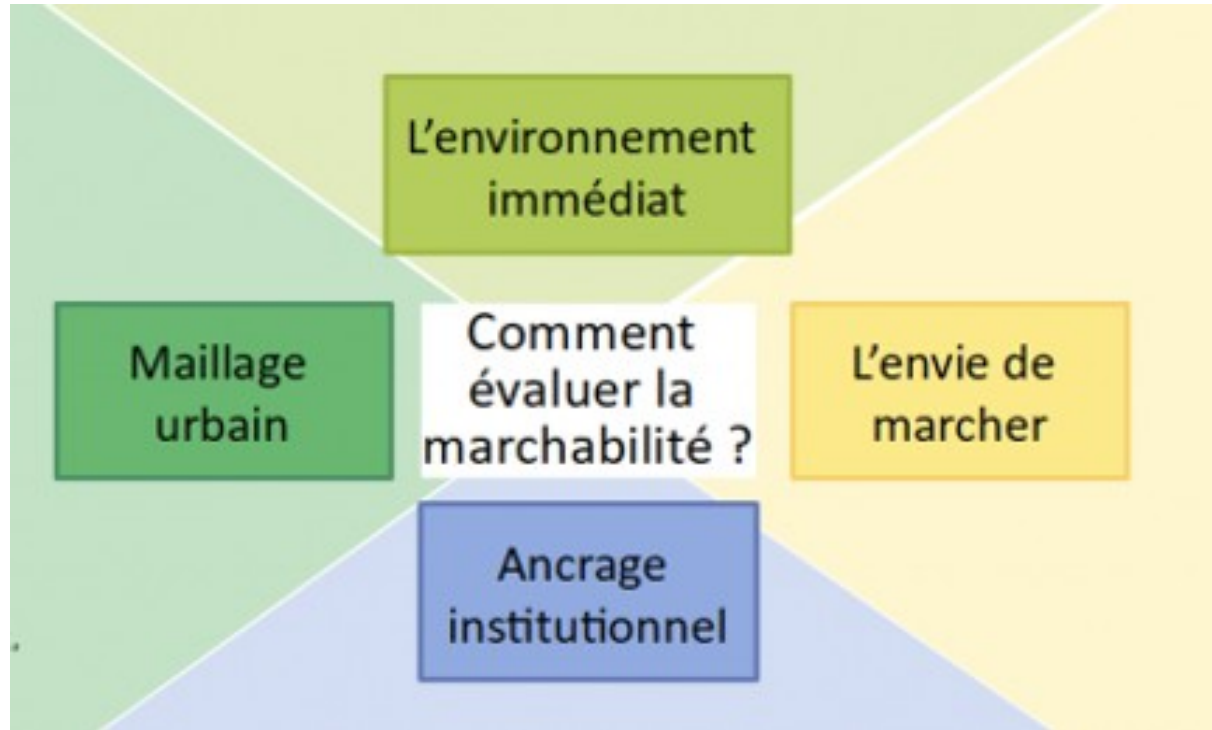 L’environnement
immédiat
Maillage
urbain
Comment
évaluer la
marchabilité ?
L’envie de
marcher
Ancrage
institutionnel